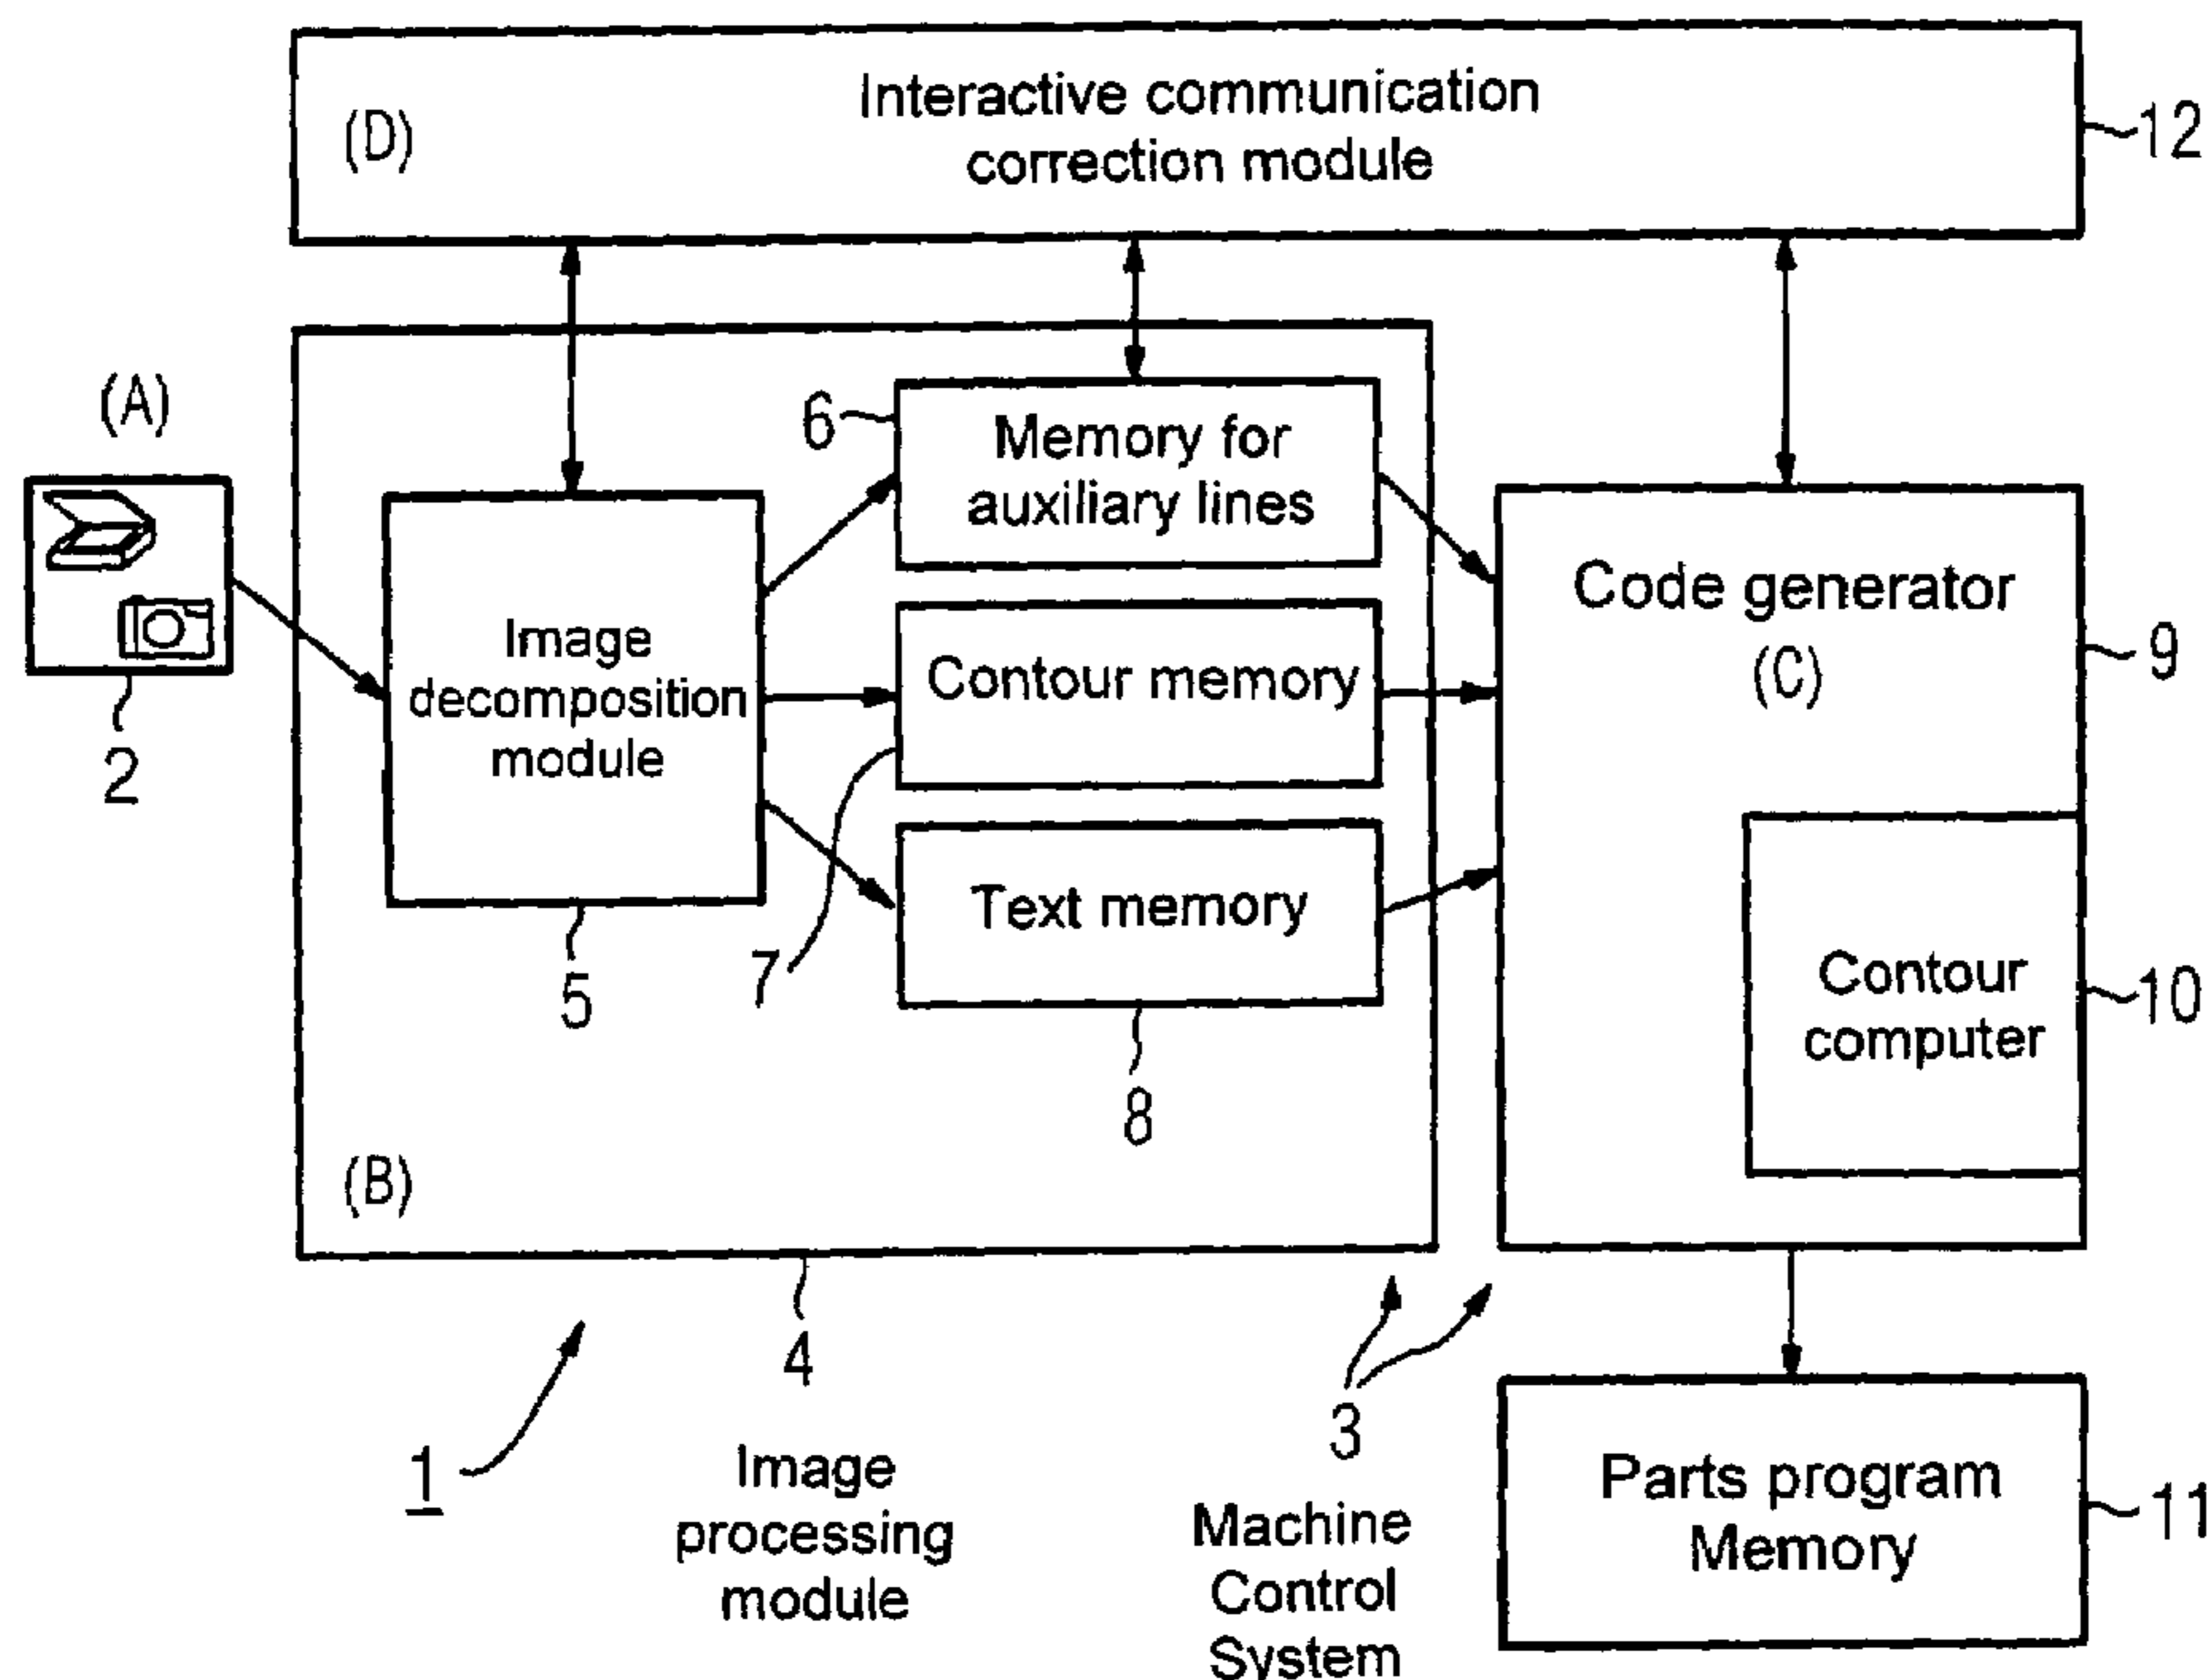 Interactive communication
(D)
correction module
12
(A)
6
Memory for
auxiliary lines
Code generator
(C)
9
Image
decomposition
module
Contour memory
2
Text memory
7
5
Contour
computer
10
8
(B)
4
3
1
Image
processing
module
Machine
Control
System
Parts program
Memory
11